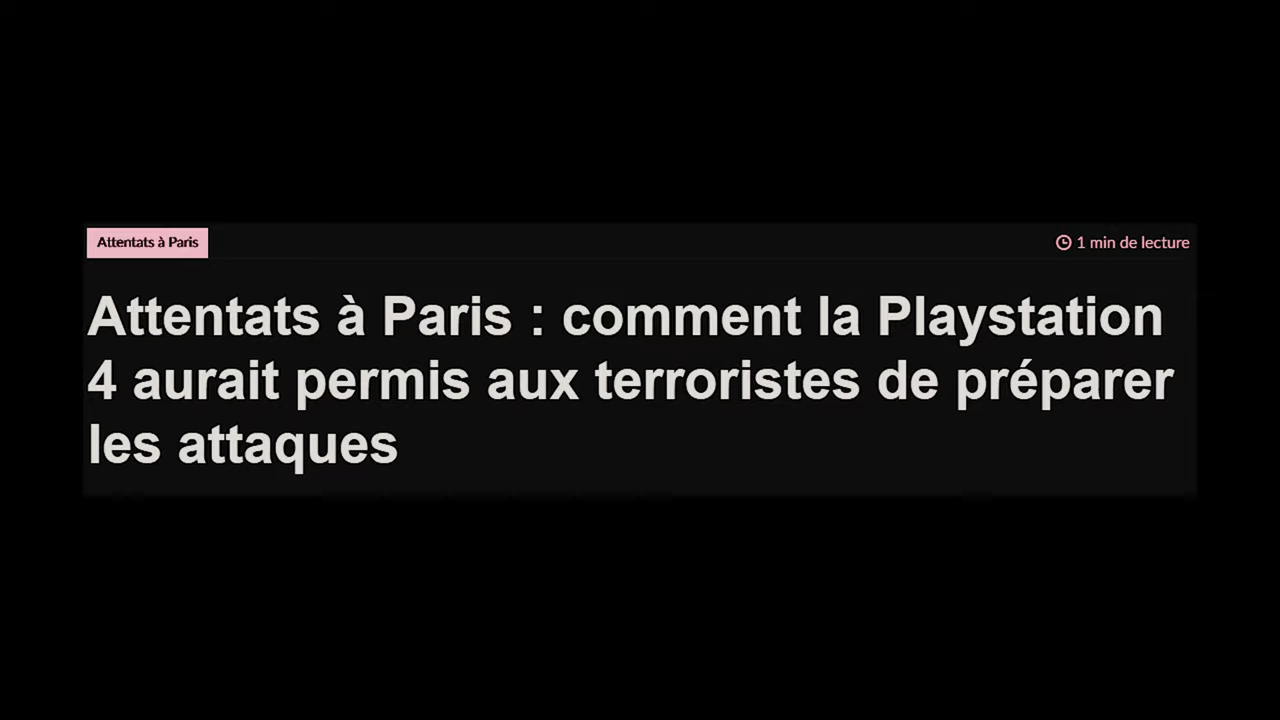 Attentats à Paris
1 min de lecture
Attentats à Paris : comment la Playstation
4 aurait permis aux terroristes de préparer
les attaques